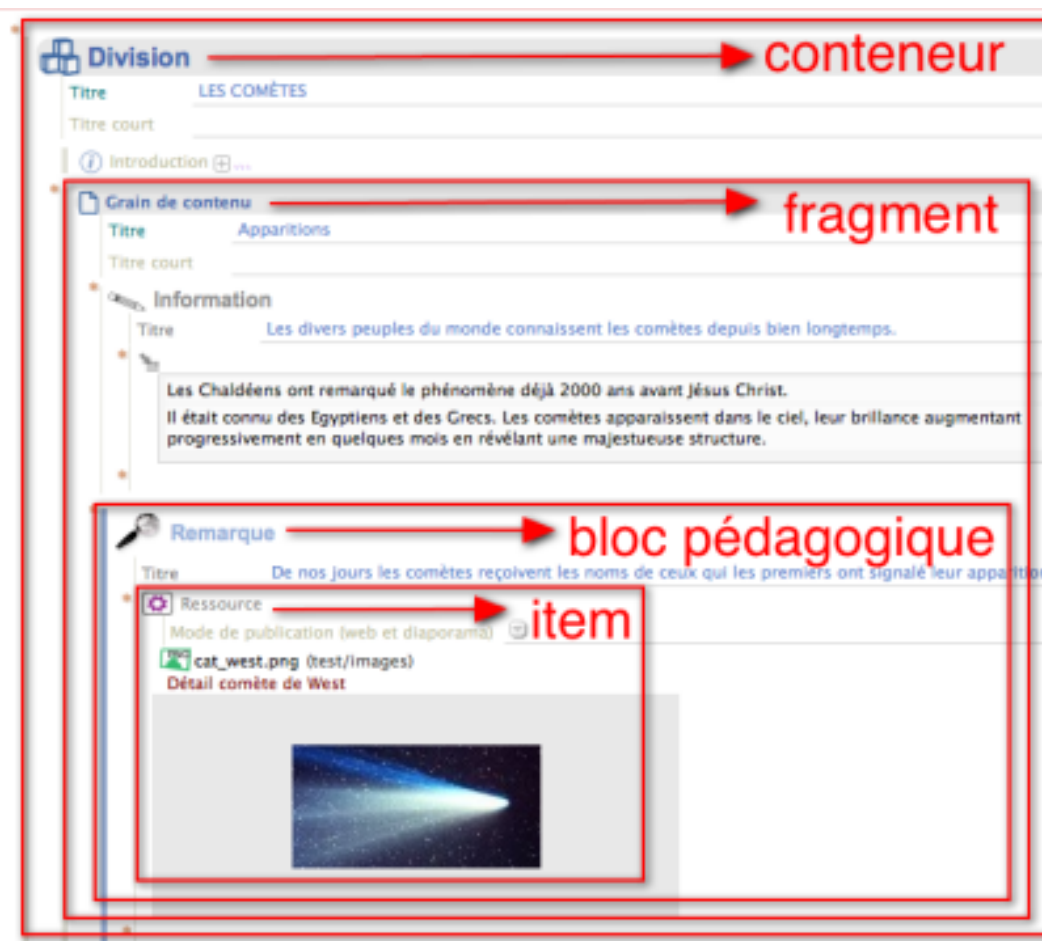 Division conteneur
Titre LES COMÈTES
Titre court
Introduction ...
Grain de contenu fragment
Titre Apparitions
Titre court
Information
Titre Les divers peuples du monde connaissent les comètes depuis bien longtemps.
Les Chaldéens ont remarqué le phénomène déjà 2000 ans avant Jésus Christ.
Il était connu des Egyptiens et des Grecs. Les comètes apparaissent dans le ciel, leur brillance augmentant
progressivement en quelques mois en révélant une majestueuse structure.
Remarque bloc pédagogique
Titre De nos jours les comètes reçoivent les noms de ceux qui les premiers ont signalé leur apparitio
Ressource item
Mode de publication (web et diaporama)
cat_west.png (test/images)
Détail comète de West